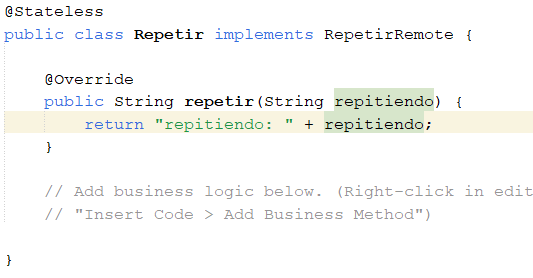 @Stateless
public class Repetir implements RepetirRemote {
@Override
public String repetir(String repitiendo) {
return "repitiendo: " + repitiendo;
}
// Add business logic below. (Right-click in edit
// "Insert Code > Add Business Method")
}